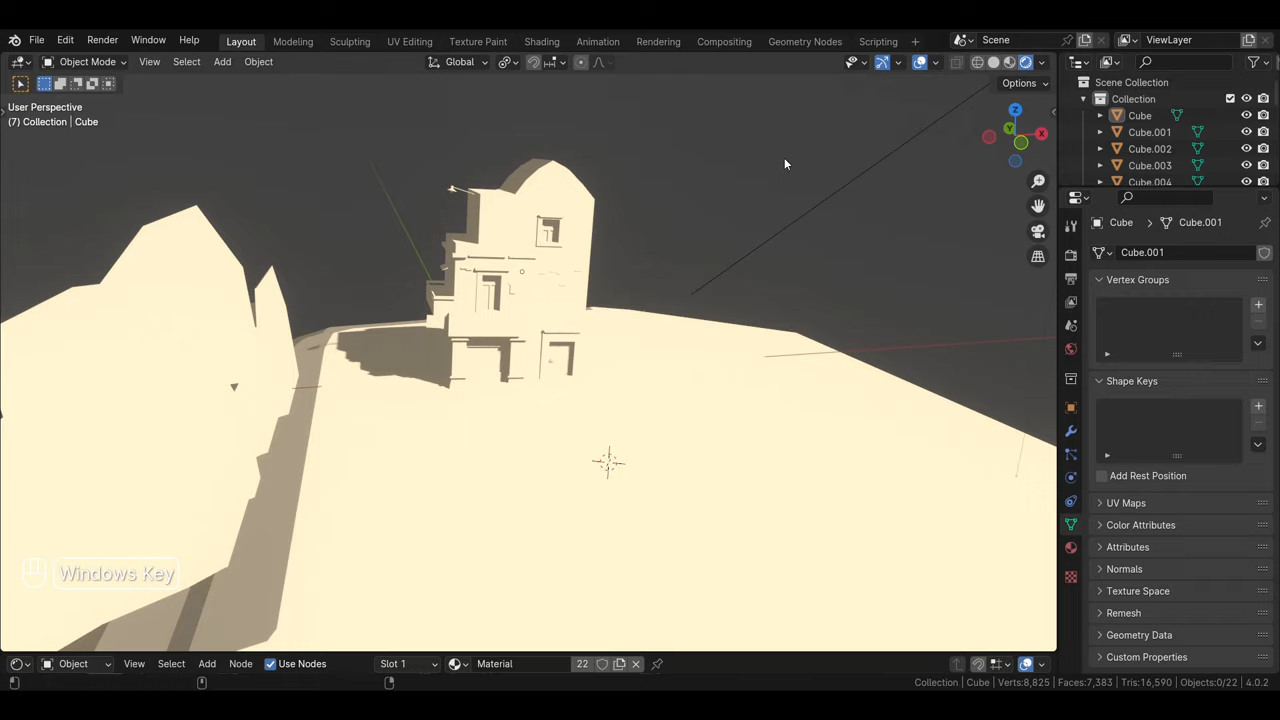 File Edit Render Window Help Layout Modeling Sculpting UV Editing Texture Paint Shading Animation Rendering Compositing Geometry Nodes Scripting + Scene ViewLayer
Object Mode View Select Add Object Global
Options
User Perspective
(7) Collection | Cube
Z
Y
X
Scene Collection
Collection
Cube
Cube.001
Cube.002
Cube.003
Cube.004
Cube > Cube.001
Cube.001
Vertex Groups
Shape Keys
Add Rest Position
UV Maps
Color Attributes
Attributes
Normals
Texture Space
Remesh
Geometry Data
Custom Properties
Windows Key
Object View Select Add Node Use Nodes Slot 1 Material 22
Collection | Cube | Verts:8,825 | Faces:7,383 | Tris:16,590 | Objects:0/22 | 4.0.2